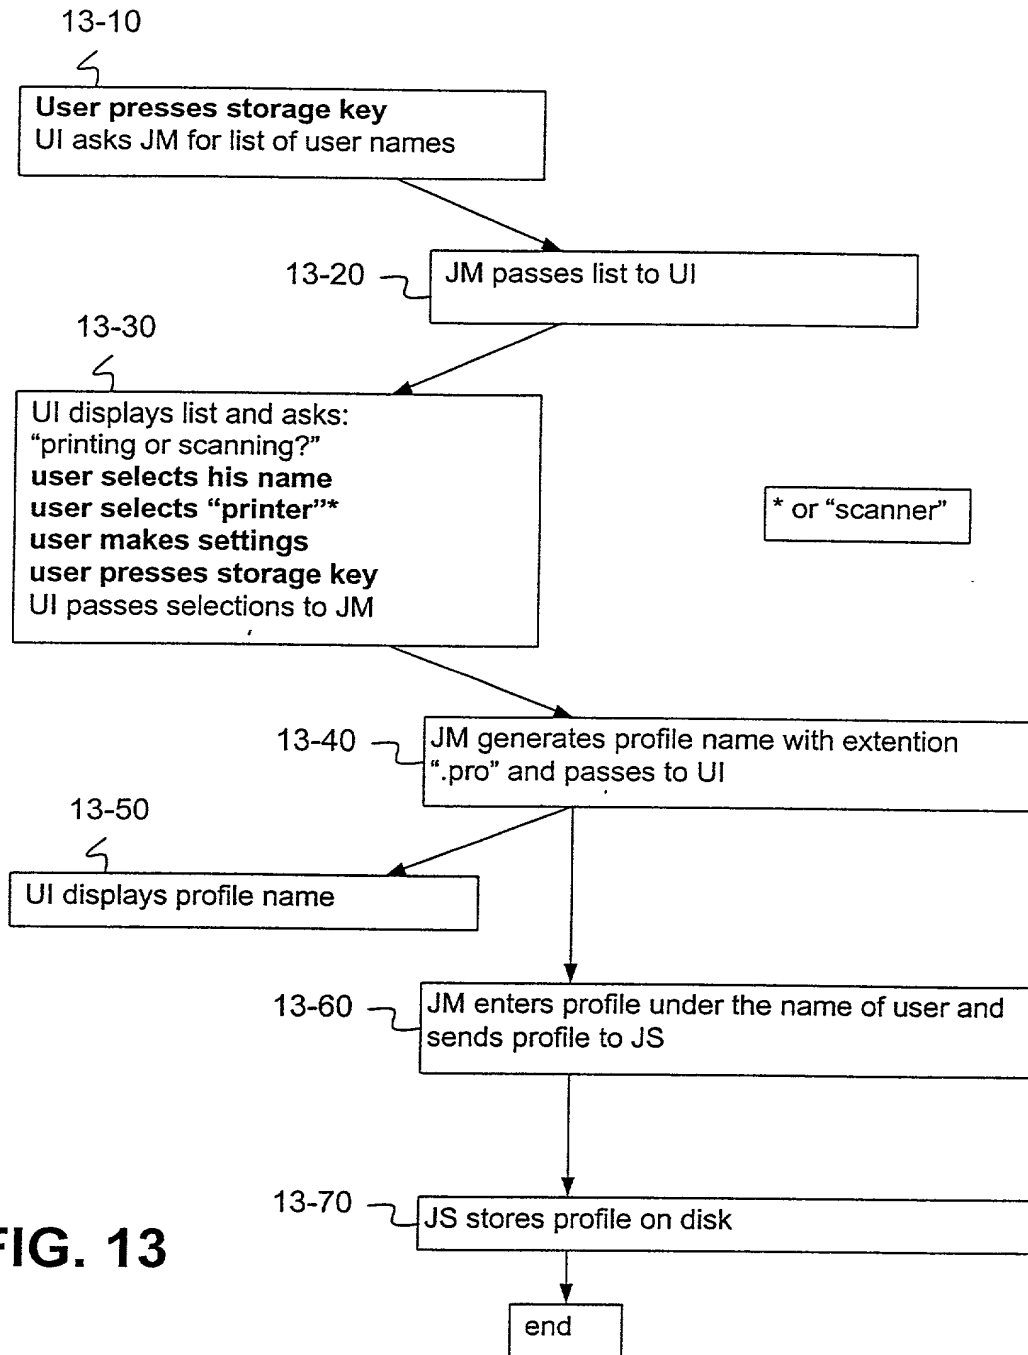 13-10
User presses storage key
UI asks JM for list of user names
13-20
JM passes list to UI
13-30
UI displays list and asks:
“printing or scanning?”
user selects his name
user selects “printer”*
user makes settings
user presses storage key
UI passes selections to JM
* or “scanner”
13-40
JM generates profile name with extention
“.pro” and passes to UI
13-50
UI displays profile name
13-60
JM enters profile under the name of user and
sends profile to JS
13-70
JS stores profile on disk
FIG. 13
end